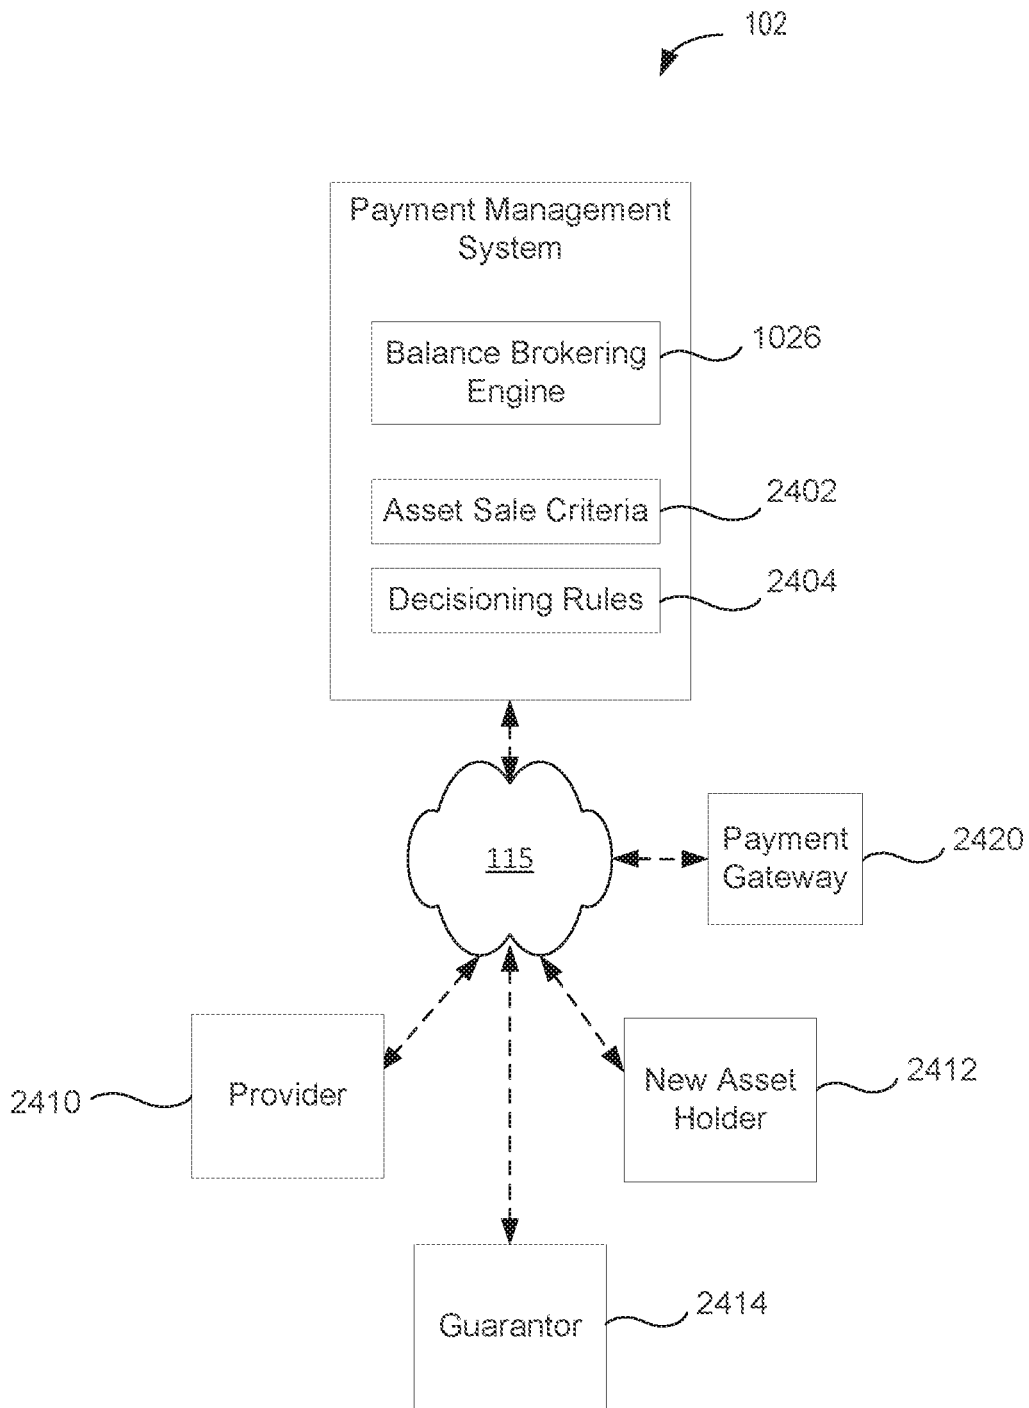 102
Payment Management
System
Balance Brokering
Engine
1026
Asset Sale Criteria
2402
Decisioning Rules
2404
115
Payment
Gateway
2420
2410
Provider
New Asset
Holder
2412
Guarantor
2414